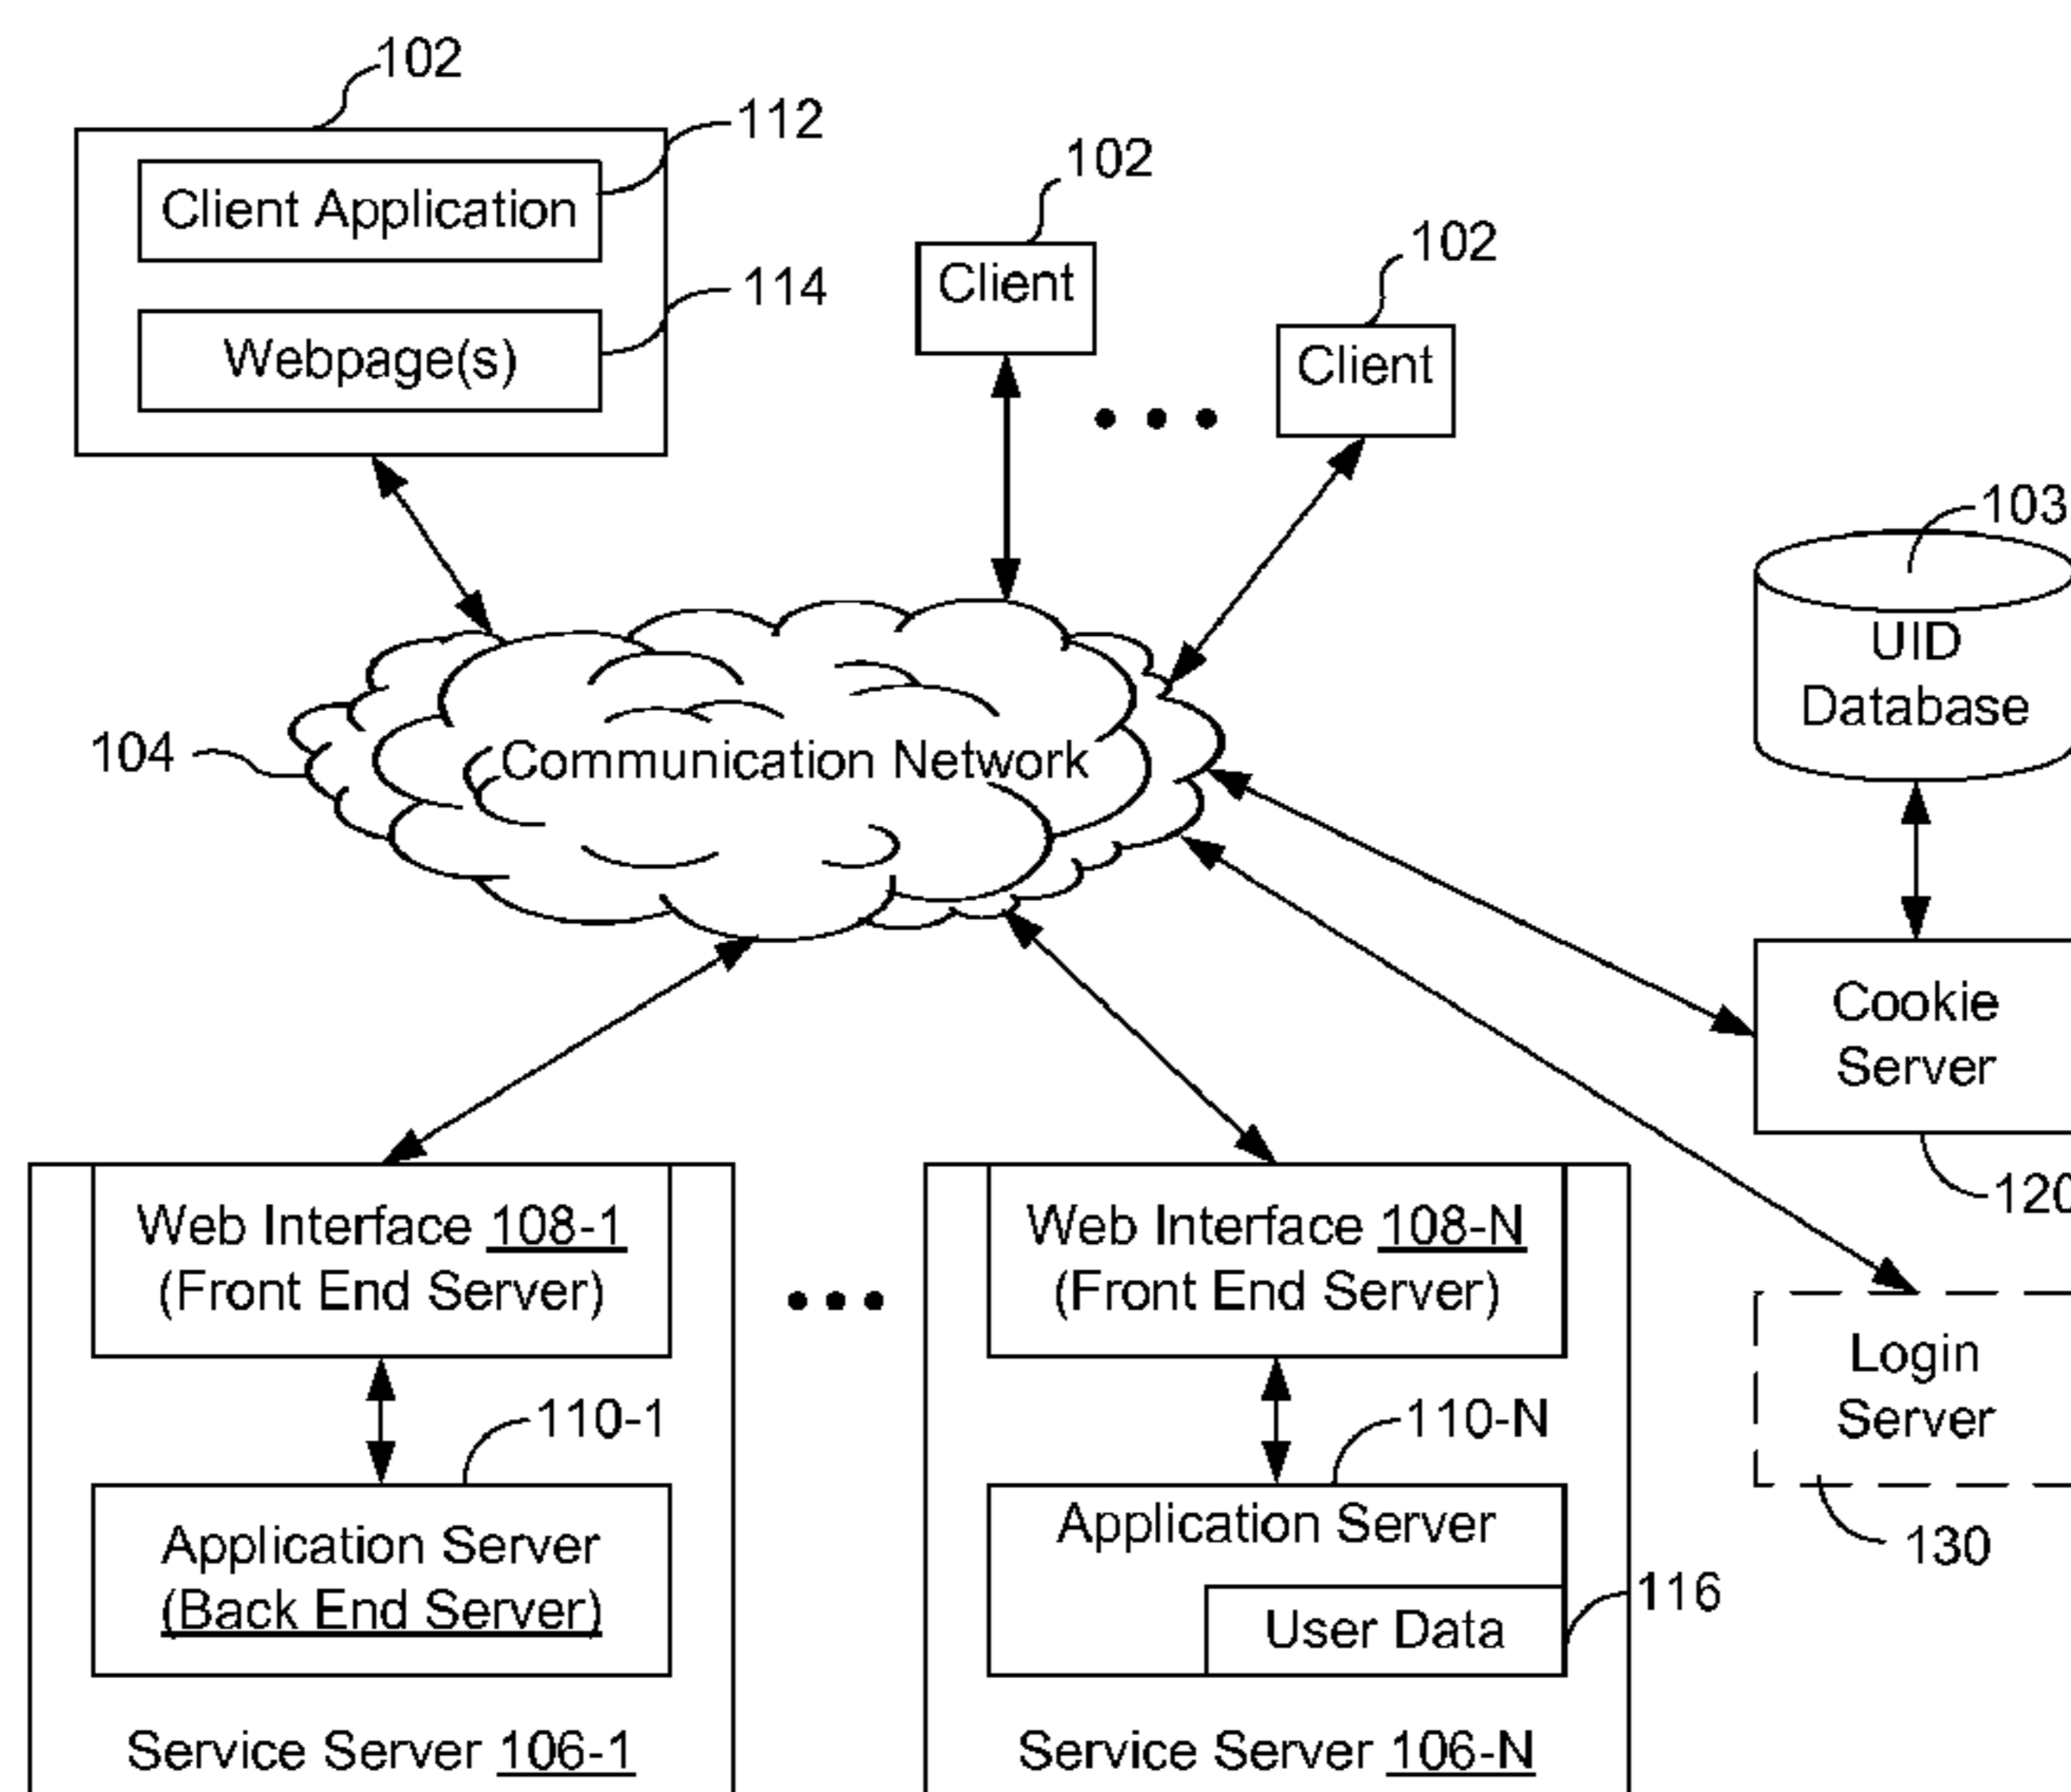 102
112
Client Application
102
102
114
Client
Webpage(s)
Client
103
UID
Database
104
Communication Network
Cookie
Server
120
Web Interface 108-1
(Front End Server)
Web Interface 108-N
(Front End Server)
Login
Server
110-1
110-N
Application Server
(Back End Server)
Application Server
130
116
User Data
Service Server 106-1
Service Server 106-N